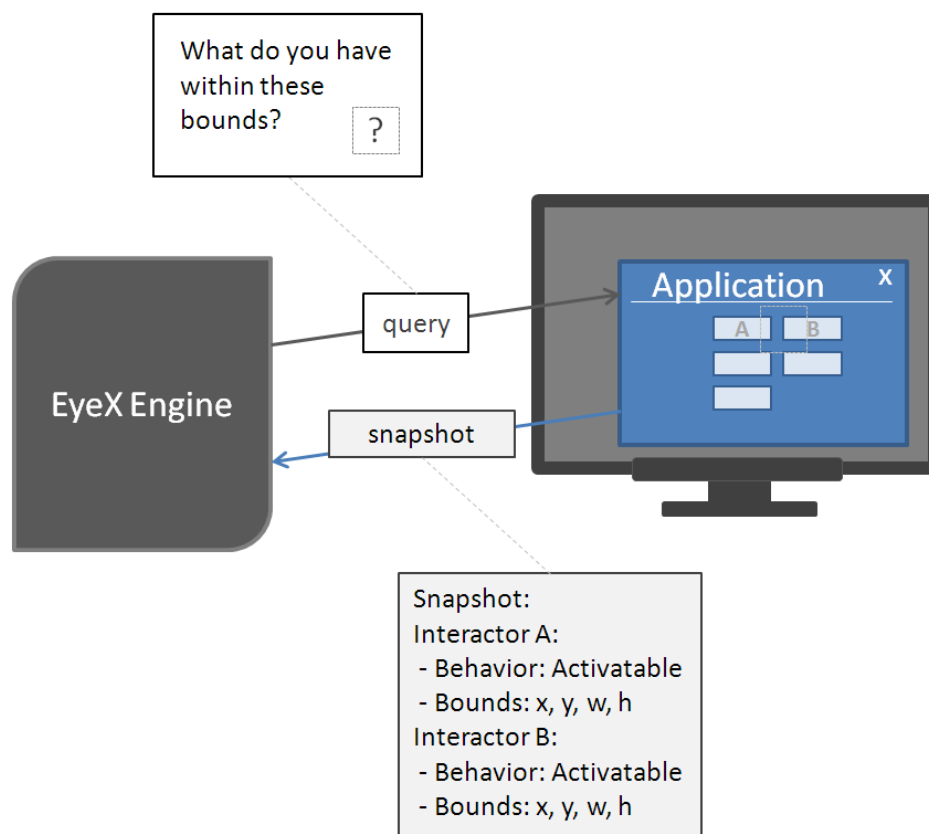 What do you have
within these
bounds?
?
Application
X
query
A
B
EyeX Engine
snapshot
Snapshot:
Interactor A:
- Behavior: Activatable
- Bounds: x, y, w, h
Interactor B:
- Behavior: Activatable
- Bounds: x, y, w, h